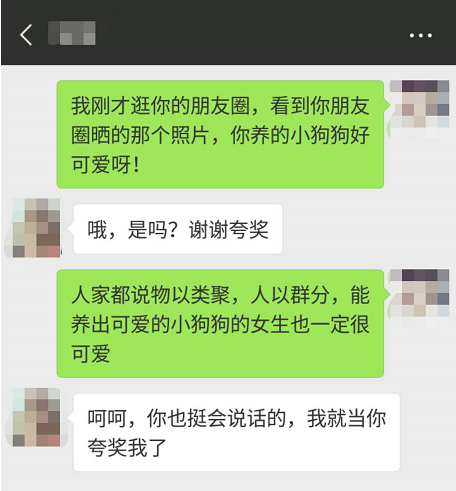 我刚才逛你的朋友圈，看到你朋友
圈晒的那个照片，你养的小狗狗好
可爱呀！
哦，是吗？谢谢夸奖
人家都说物以类聚，人以群分，能
养出可爱的小狗狗的女生也一定很
可爱
呵呵，你也挺会说话的，我就当你
夸奖我了